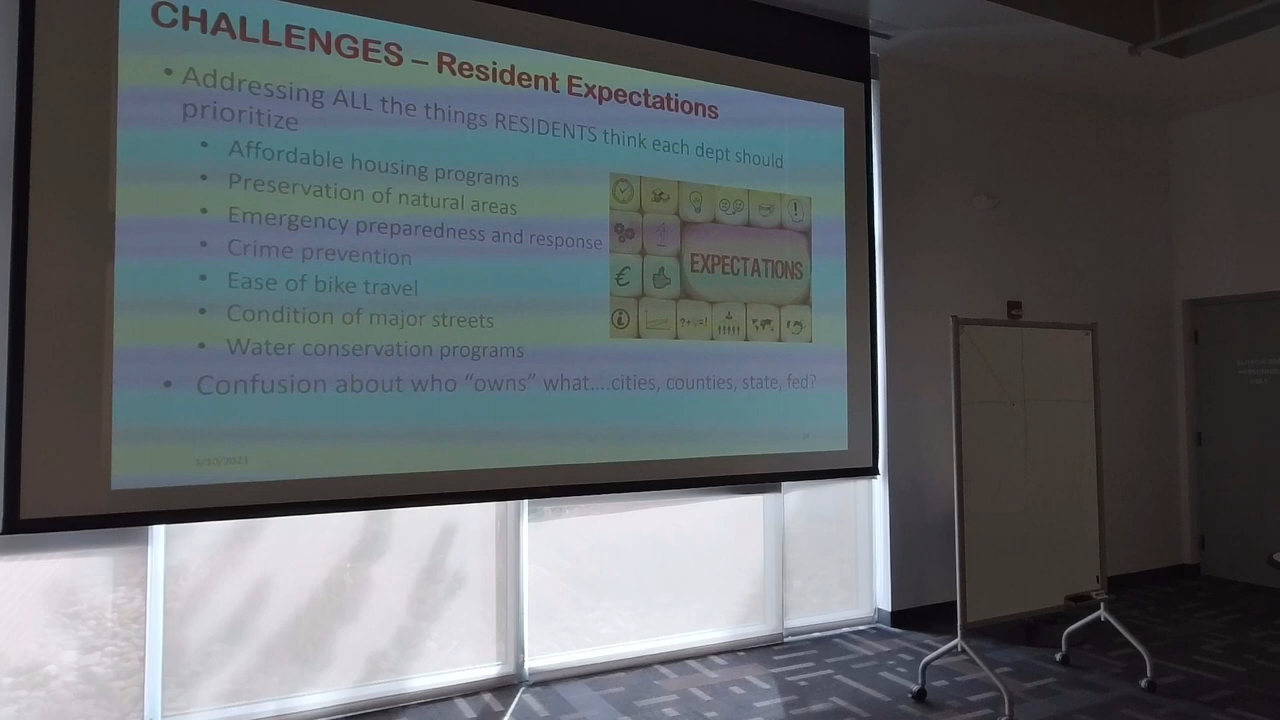 CHALLENGES – Resident Expectations
• Addressing ALL the things RESIDENTS think each dept should
prioritize
• Affordable housing programs
• Preservation of natural areas
• Emergency preparedness and response
• Crime prevention
• Ease of bike travel
• Condition of major streets
• Water conservation programs
EXPECTATIONS
• Confusion about who “owns” what....cities, counties, state, fed?